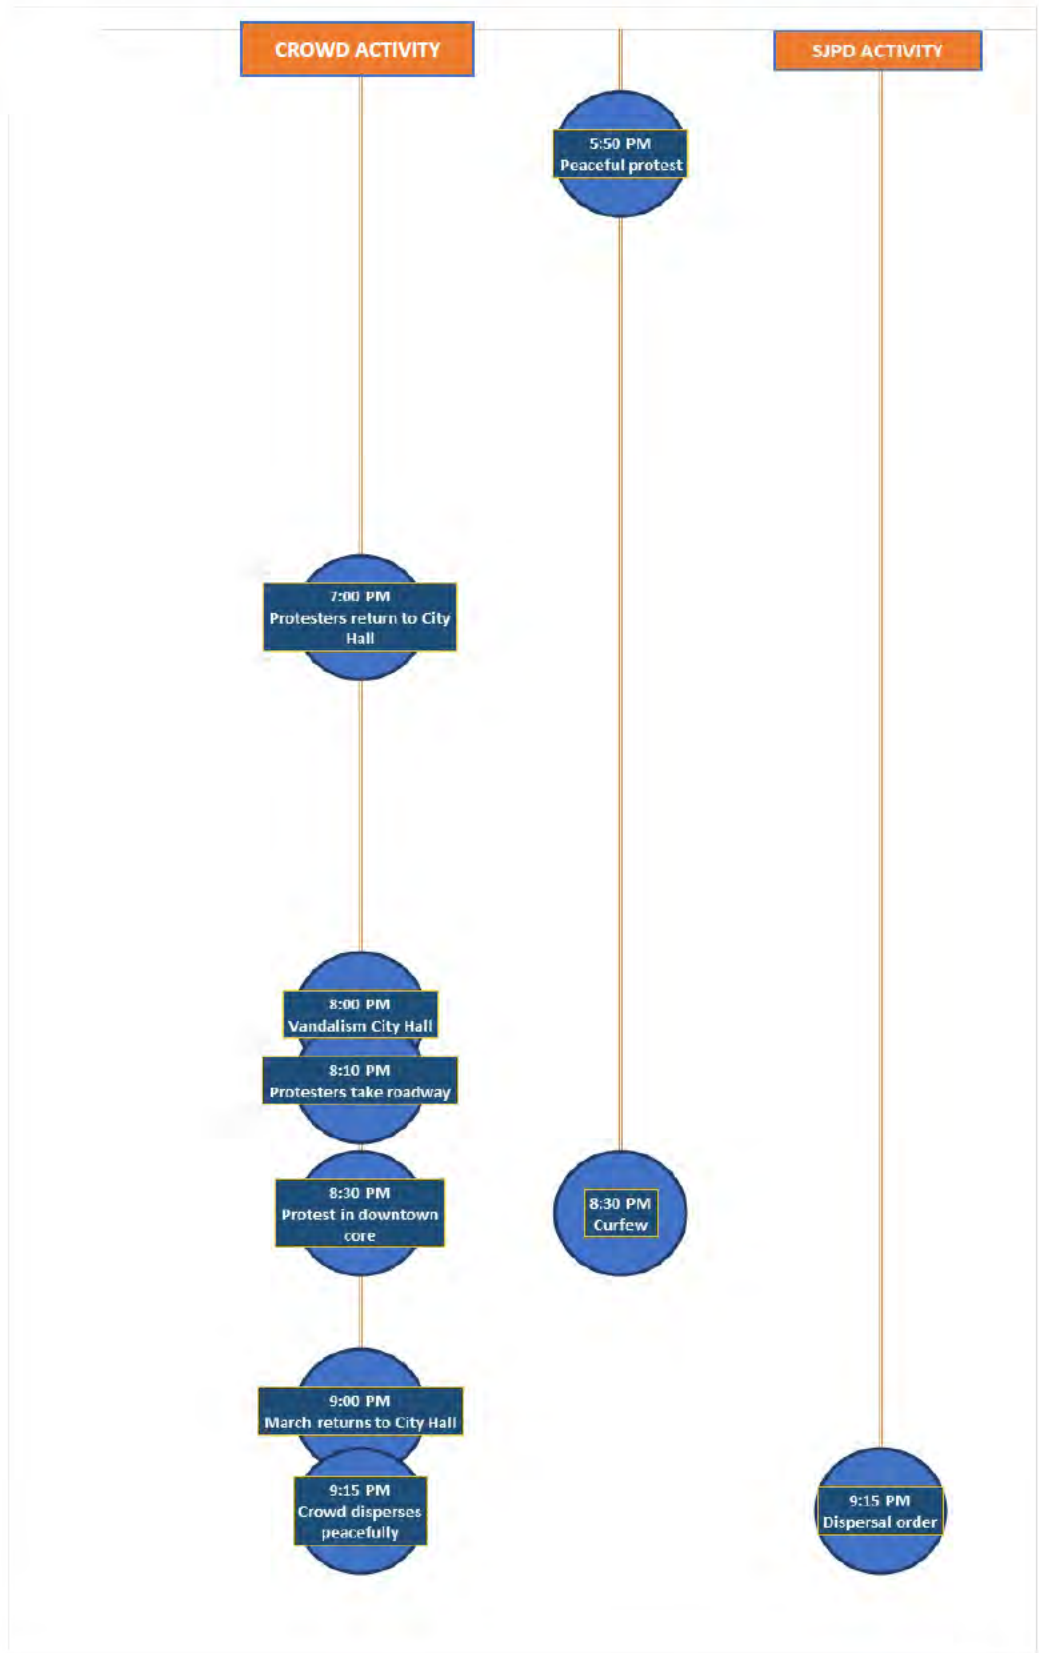 CROWD ACTIVITY
SJPD ACTIVITY
5:50 PM
Peaceful protest
7:00 PM
Protesters return to City
Hall
8:00 PM
Vandalism City Hall
8:10 PM
Protesters take roadway
8:30 PM
Protest in downtown
core
8:30 PM
Curfew
9:00 PM
March returns to City Hall
9:15 PM
Crowd disperses
peacefully
9:15 PM
Dispersal order